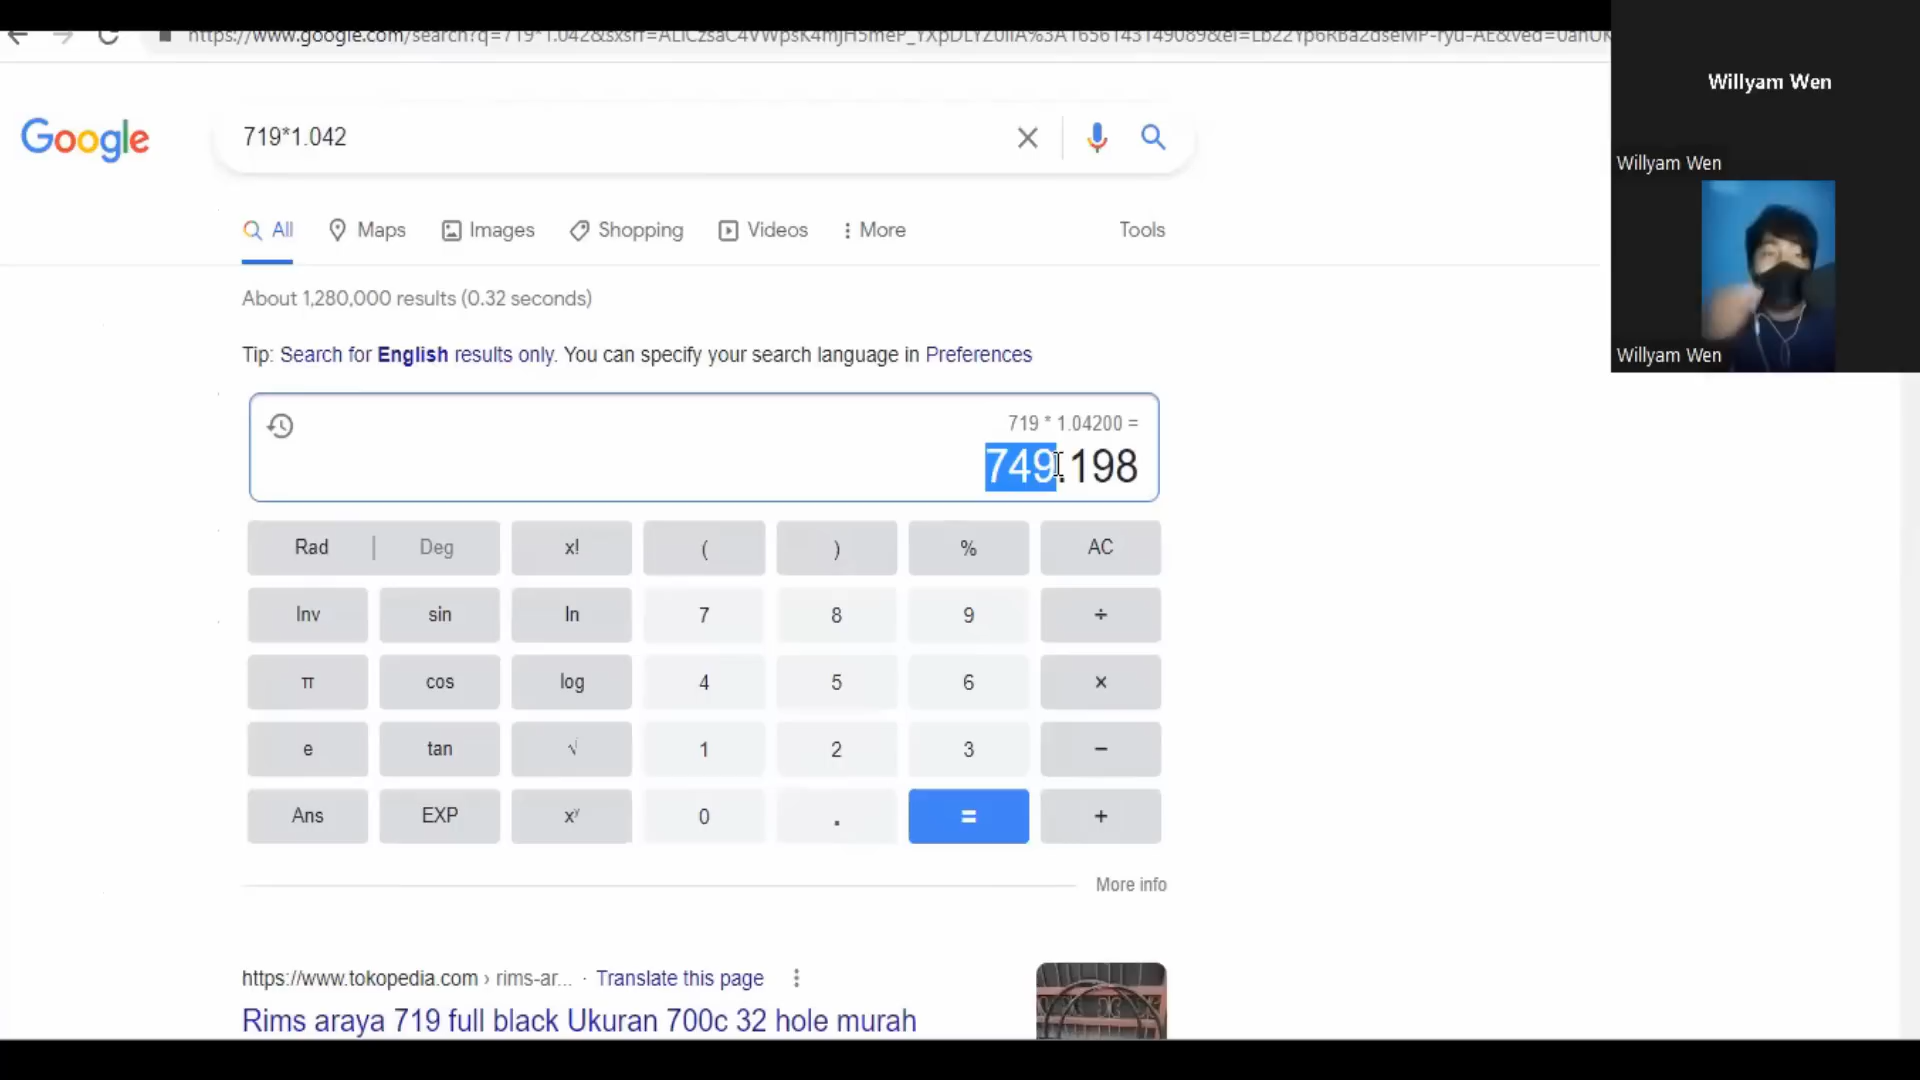 Willyam Wen
Google
719*1.042
Willyam Wen
All
Maps
Images
Shopping
Videos
More
Tools
About 1,280,000 results (0.32 seconds)
Tip: Search for English results only. You can specify your search language in Preferences
Willyam Wen
719 * 1.04200 =
749.198
Rad | Deg x! ( ) % AC
Inv sin ln 7 8 9 ÷
π cos log 4 5 6 ×
e tan √ 1 2 3 −
Ans EXP xʸ 0 . = +
More info
https://www.tokopedia.com › rims-ar... · Translate this page
Rims araya 719 full black Ukuran 700c 32 hole murah